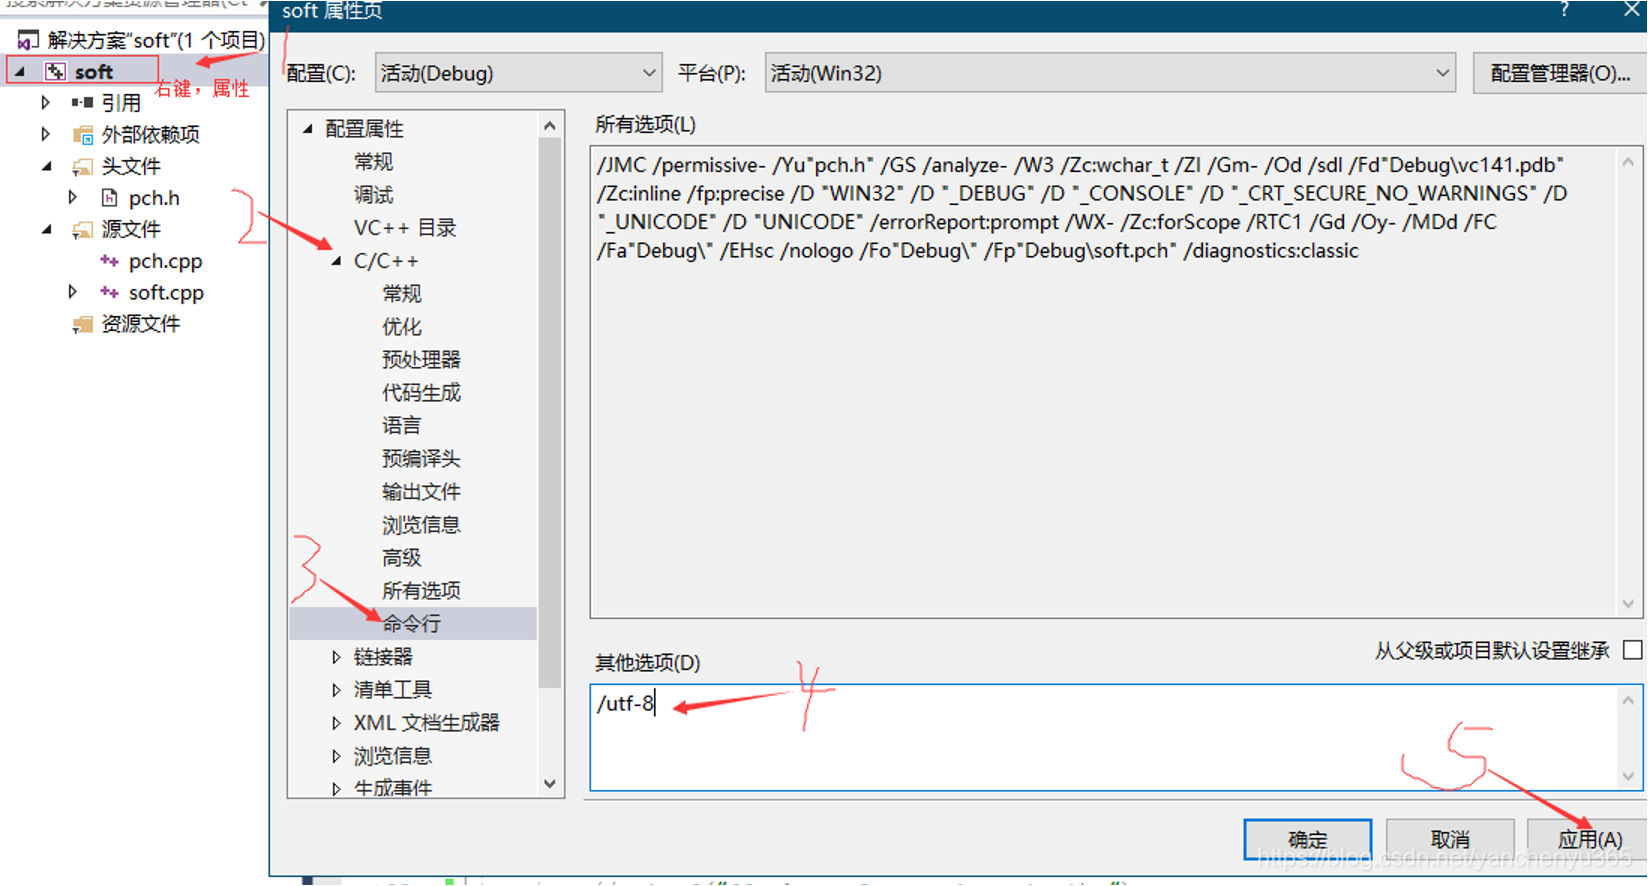 soft 属性页
?
解决方案"soft"(1 个项目)
soft
右键，属性
引用
外部依赖项
头文件
pch.h
源文件
pch.cpp
soft.cpp
资源文件
1
2
3
4
5
配置(C):
活动(Debug)
平台(P):
活动(Win32)
配置管理器(O)...
配置属性
常规
调试
VC++ 目录
C/C++
常规
优化
预处理器
代码生成
语言
预编译头
输出文件
浏览信息
高级
所有选项
命令行
链接器
清单工具
XML 文档生成器
浏览信息
生成事件
所有选项(L)
/JMC /permissive- /Yu"pch.h" /GS /analyze- /W3 /Zc:wchar_t /ZI /Gm- /Od /sdl /Fd"Debug\vc141.pdb"
/Zc:inline /fp:precise /D "WIN32" /D "_DEBUG" /D "_CONSOLE" /D "_CRT_SECURE_NO_WARNINGS" /D
"_UNICODE" /D "UNICODE" /errorReport:prompt /WX- /Zc:forScope /RTC1 /Gd /Oy- /MDd /FC
/Fa"Debug\" /EHsc /nologo /Fo"Debug\" /Fp"Debug\soft.pch" /diagnostics:classic
从父级或项目默认设置继承
其他选项(D)
/utf-8
确定
取消
应用(A)
https://blog.csdn.net/yanchenyu365